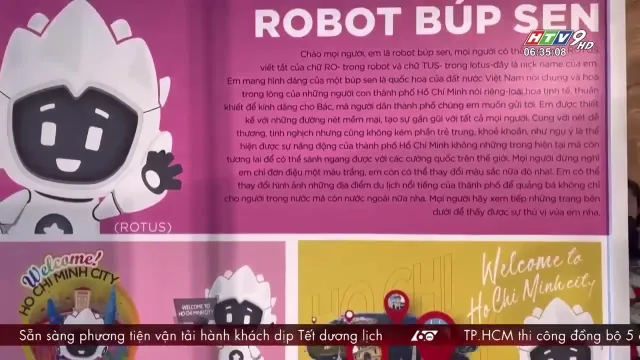 ROBOT BÚP SEN
HTV9 HD
06:35:08
Chào mọi người, em là robot búp sen, mọi người có th
viết tắt của chữ RO- trong robot và chữ TUS- trong lotus-đây là nick name của em.
Em mang hình dáng của một búp sen là quốc hoa của đất nước Việt Nam nói chung và hoa
trong lòng của những người con thành phố Hồ Chí Minh nói riêng-loài hoa tinh tế, thuần
khiết để kính dâng cho Bác, mà người dân thành phố chúng em muốn gửi tới. Em được thiết
kế với những đường nét mềm mại, tạo sự gần gũi với tất cả mọi người. Cùng với nét dễ
thương, tinh nghịch nhưng cũng không kém phần trẻ trung, khoẻ khoắn, như ngụ ý là thể
hiện được sự năng động của thành phố Hồ Chí Minh không những trong hiện tại mà còn
tương lai để có thể sánh ngang được với các cường quốc trên thế giới. Mọi người đừng nghĩ
em chỉ đơn điệu một màu trắng, em còn có thể thay đổi màu sắc nữa đó nha!. Em có thể
thay đổi hình ảnh những địa điểm du lịch nổi tiếng của thành phố để quảng bá không chỉ
cho người trong nước mà còn nước ngoài nữa nha. Mọi người hãy xem tiếp những trang bên
dưới để thấy được sự thú vị của em nha.
(ROTUS)
Welcome!
HO CHI MINH CITY
WELCOME TO
HO CHI MINH CITY
HO CHI
Welcome to
Ho Chi Minh city
Sẵn sàng phương tiện vận tải hành khách dịp Tết dương lịch
60
TP.HCM thi công đồng bộ 5